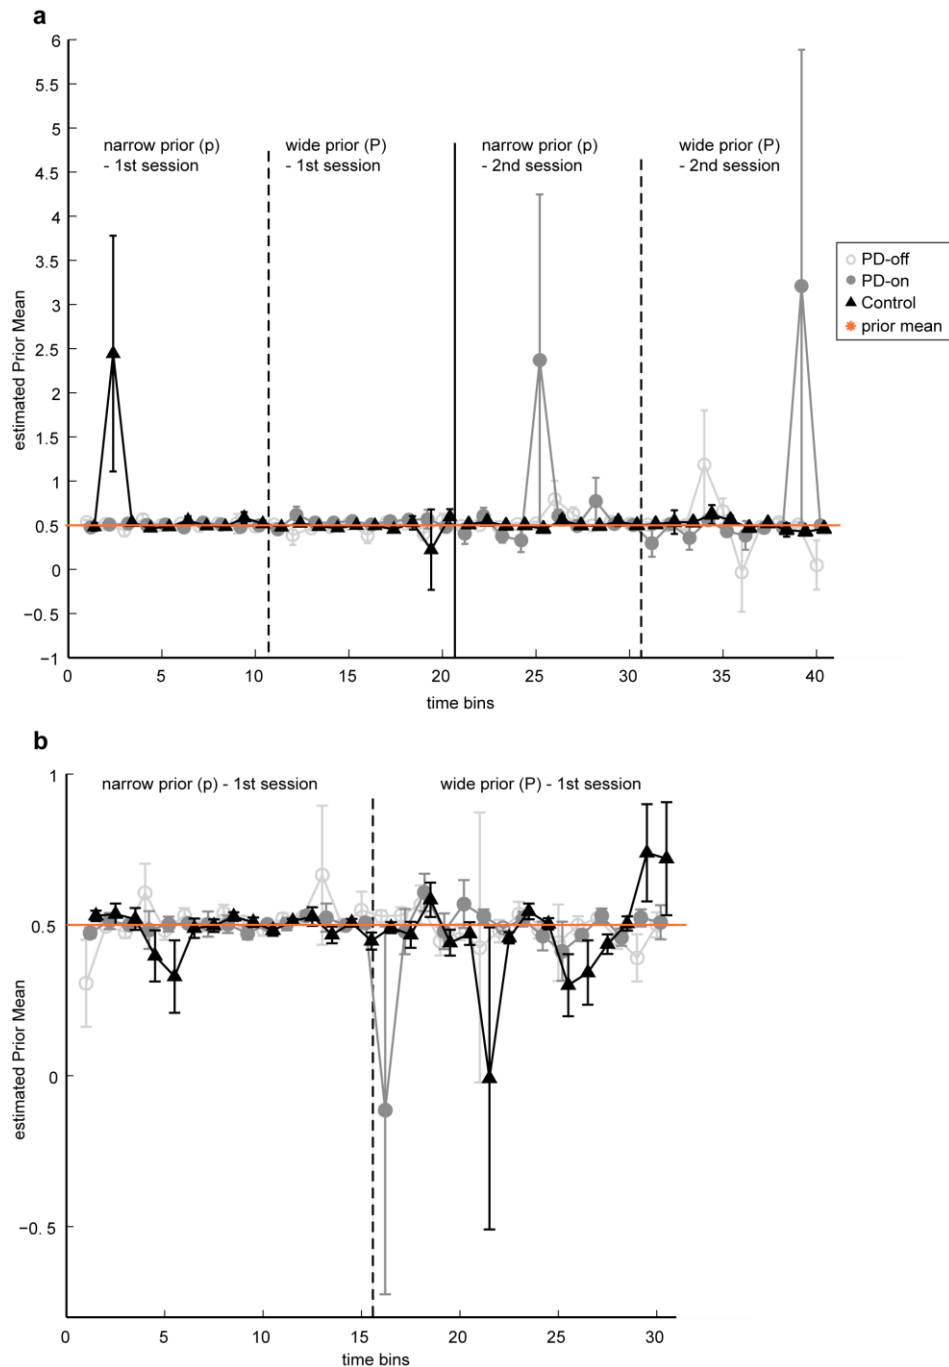 a
6
5.5
5
4.5
4
3.5
3
2.5
2
1.5
1
0.5
0
−0.5
−1
estimated Prior Mean
narrow prior (p)
- 1st session
wide prior (P)
- 1st session
narrow prior (p)
- 2nd session
wide prior (P)
- 2nd session
PD-off
PD-on
Control
prior mean
0 5 10 15 20 25 30 35 40
time bins
b
narrow prior (p) - 1st session wide prior (P) - 1st session
1
0.5
0
−0. 5
estimated Prior Mean
0 5 10 15 20 25 30
time bins